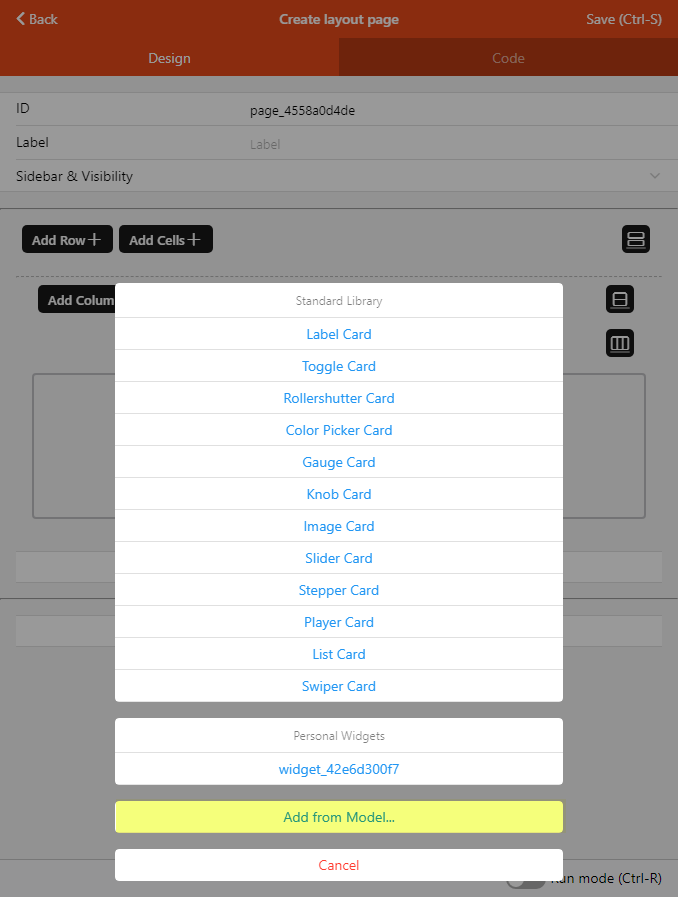 Back
Create layout page
Save (Ctrl-S)
Design
Code
ID
page_4558a0d4de
Label
Label
Sidebar & Visibility
Add Row
Add Cells
Add Colum
Standard Library
Label Card
Toggle Card
Rollershutter Card
Color Picker Card
Gauge Card
Knob Card
Image Card
Slider Card
Stepper Card
Player Card
List Card
Swiper Card
Personal Widgets
widget_42e6d300f7
Add from Model...
Cancel
Run mode (Ctrl-R)